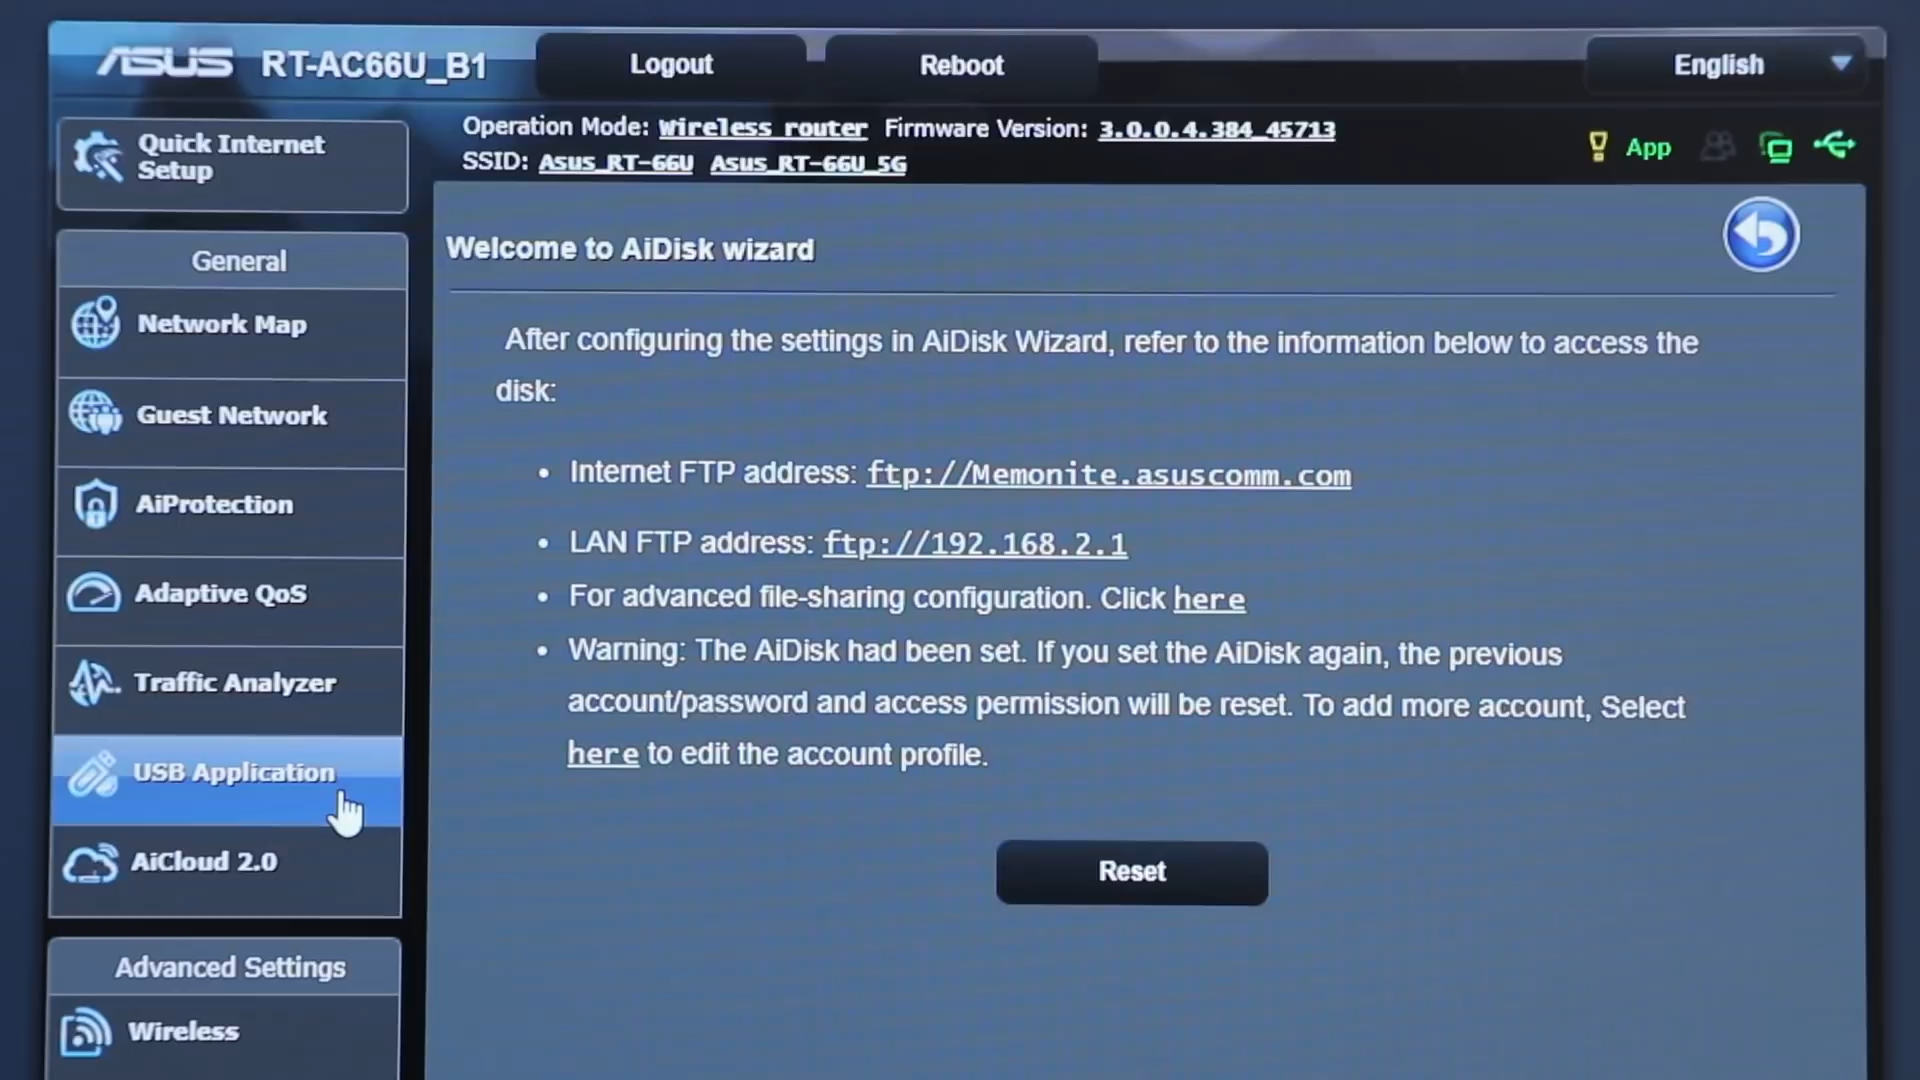 ASUS RT-AC66U_B1 Logout Reboot English
Quick Internet Setup
Operation Mode: Wireless router Firmware Version: 3.0.0.4.384_45713
SSID: Asus_RT-66U Asus_RT-66U_5G
App
General
Network Map
Guest Network
AiProtection
Adaptive QoS
Traffic Analyzer
USB Application
AiCloud 2.0
Advanced Settings
Wireless
Welcome to AiDisk wizard
After configuring the settings in AiDisk Wizard, refer to the information below to access the
disk:
• Internet FTP address: ftp://Memonite.asuscomm.com
• LAN FTP address: ftp://192.168.2.1
• For advanced file-sharing configuration. Click here
• Warning: The AiDisk had been set. If you set the AiDisk again, the previous
account/password and access permission will be reset. To add more account, Select
here to edit the account profile.
Reset